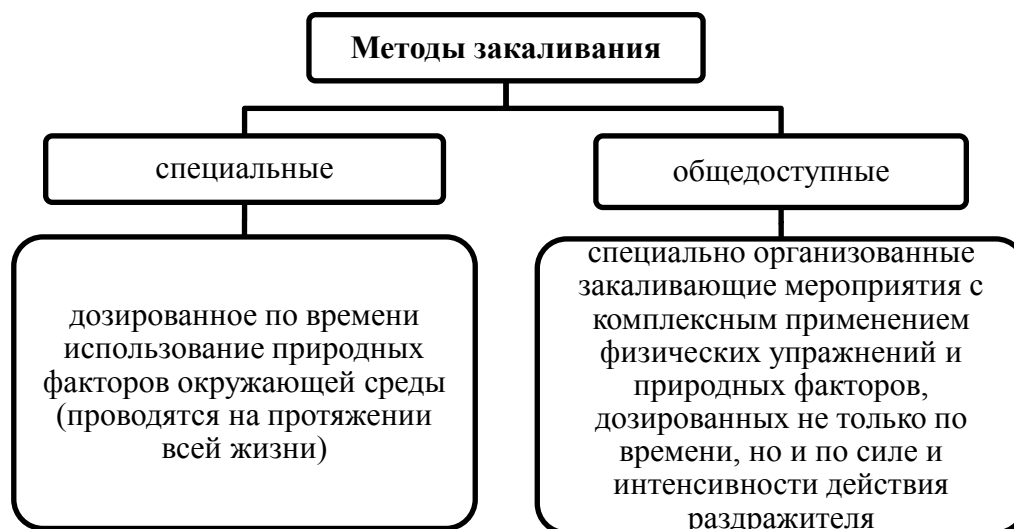 Методы закаливания
специальные
общедоступные
дозированное по времени
использование природных
факторов окружающей среды
(проводятся на протяжении
всей жизни)
специально организованные
закаливающие мероприятия с
комплексным применением
физических упражнений и
природных факторов,
дозированных не только по
времени, но и по силе и
интенсивности действия
раздражителя